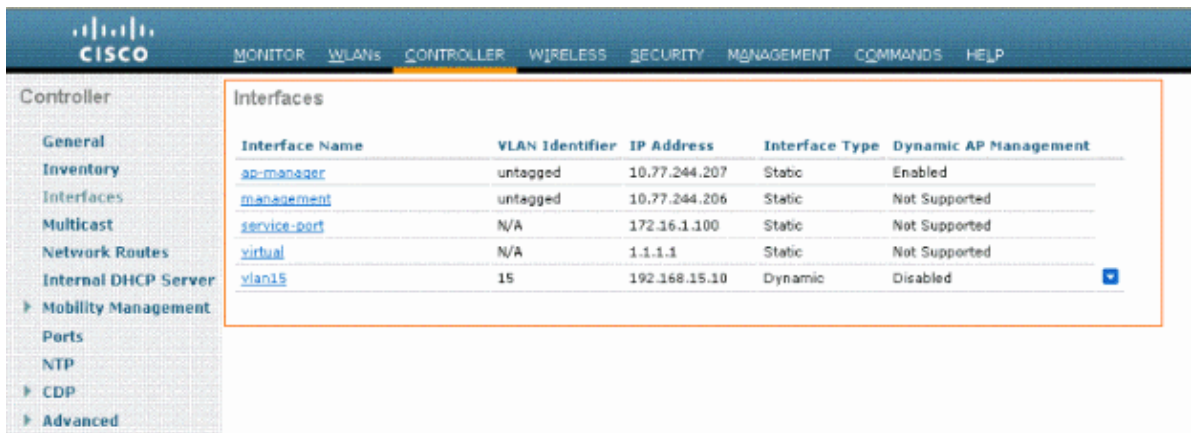 CISCO
MONITOR WLANs CONTROLLER WIRELESS SECURITY MANAGEMENT COMMANDS HELP
Controller
General
Inventory
Interfaces
Multicast
Network Routes
Internal DHCP Server
Mobility Management
Ports
NTP
CDP
Advanced
Interfaces
Interface Name VLAN Identifier IP Address Interface Type Dynamic AP Management
ap-manager untagged 10.77.244.207 Static Enabled
management untagged 10.77.244.206 Static Not Supported
service-port N/A 172.16.1.100 Static Not Supported
virtual N/A 1.1.1.1 Static Not Supported
vlan15 15 192.168.15.10 Dynamic Disabled